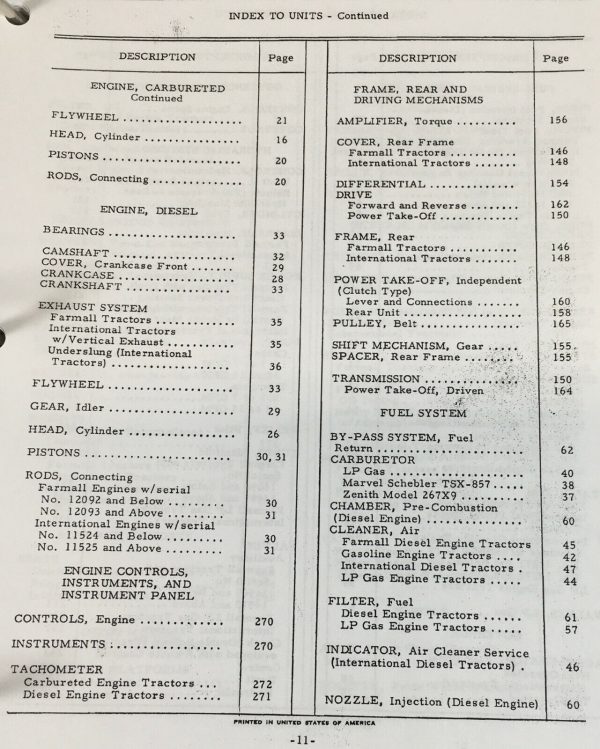 INDEX TO UNITS - Continued
DESCRIPTION Page
ENGINE, CARBURETED
Continued
FLYWHEEL .................... 21
HEAD, Cylinder ................ 16
PISTONS ....................... 20
RODS, Connecting ............... 20
ENGINE, DIESEL
BEARINGS ....................... 33
CAMSHAFT ...................... 32
COVER, Crankcase Front ....... 29
CRANKCASE ..................... 28
CRANKSHAFT .................... 33
EXHAUST SYSTEM
Farmall Tractors .............. 35
International Tractors
w/Vertical Exhaust ........... 35
Underslung (International
Tractors) .................... 36
FLYWHEEL ...................... 33
GEAR, Idler .................... 29
HEAD, Cylinder ................. 26
PISTONS ........................ 30, 31
RODS, Connecting
Farmall Engines w/serial
No. 12092 and Below ......... 30
No. 12093 and Above ......... 31
International Engines w/serial
No. 11524 and Below ......... 30
No. 11525 and Above ......... 31
ENGINE CONTROLS,
INSTRUMENTS, AND
INSTRUMENT PANEL
CONTROLS, Engine .............. 270
INSTRUMENTS .................. 270
TACHOMETER
Carbureted Engine Tractors ... 272
Diesel Engine Tractors ........ 271
DESCRIPTION Page
FRAME, REAR AND
DRIVING MECHANISMS
AMPLIFIER, Torque .......... 156
COVER, Rear Frame
Farmall Tractors ........... 146
International Tractors ....... 148
DIFFERENTIAL ............... 154
DRIVE
Forward and Reverse ........ 162
Power Take-Off ............. 150
FRAME, Rear
Farmall Tractors ........... 146
International Tractors ....... 148
POWER TAKE-OFF, Independent
(Clutch Type)
Lever and Connections ....... 160
Rear Unit .................. 158
PULLEY, Belt ................ 165
SHIFT MECHANISM, Gear ..... 155
SPACER, Rear Frame ........ 155
TRANSMISSION ............... 150
Power Take-Off, Driven 164
FUEL SYSTEM
BY-PASS SYSTEM, Fuel
Return ....................... 62
CARBURETOR
LP Gas ..................... 40
Marvel Schebler TSX-857 ..... 38
Zenith Model 267X9 .......... 37
CHAMBER, Pre-Combustion
(Diesel Engine) ............... 60
CLEANER, Air
Farmall Diesel Engine Tractors 45
Gasoline Engine Tractors .... 42
International Diesel Tractors . 47
LP Gas Engine Tractors ..... 44
FILTER, Fuel
Diesel Engine Tractors ...... 61
LP Gas Engine Tractors ..... 57
INDICATOR, Air Cleaner Service
(International Diesel Tractors) . 46
NOZZLE, Injection (Diesel Engine) 60
PRINTED IN UNITED STATES OF AMERICA
-11-